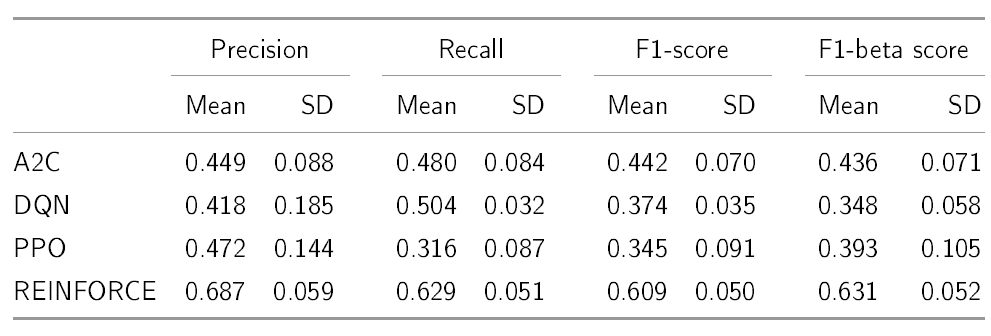 Precision Recall F1-score F1-beta score
Mean SD Mean SD Mean SD Mean SD
A2C 0.449 0.088 0.480 0.084 0.442 0.070 0.436 0.071
DQN 0.418 0.185 0.504 0.032 0.374 0.035 0.348 0.058
PPO 0.472 0.144 0.316 0.087 0.345 0.091 0.393 0.105
REINFORCE 0.687 0.059 0.629 0.051 0.609 0.050 0.631 0.052